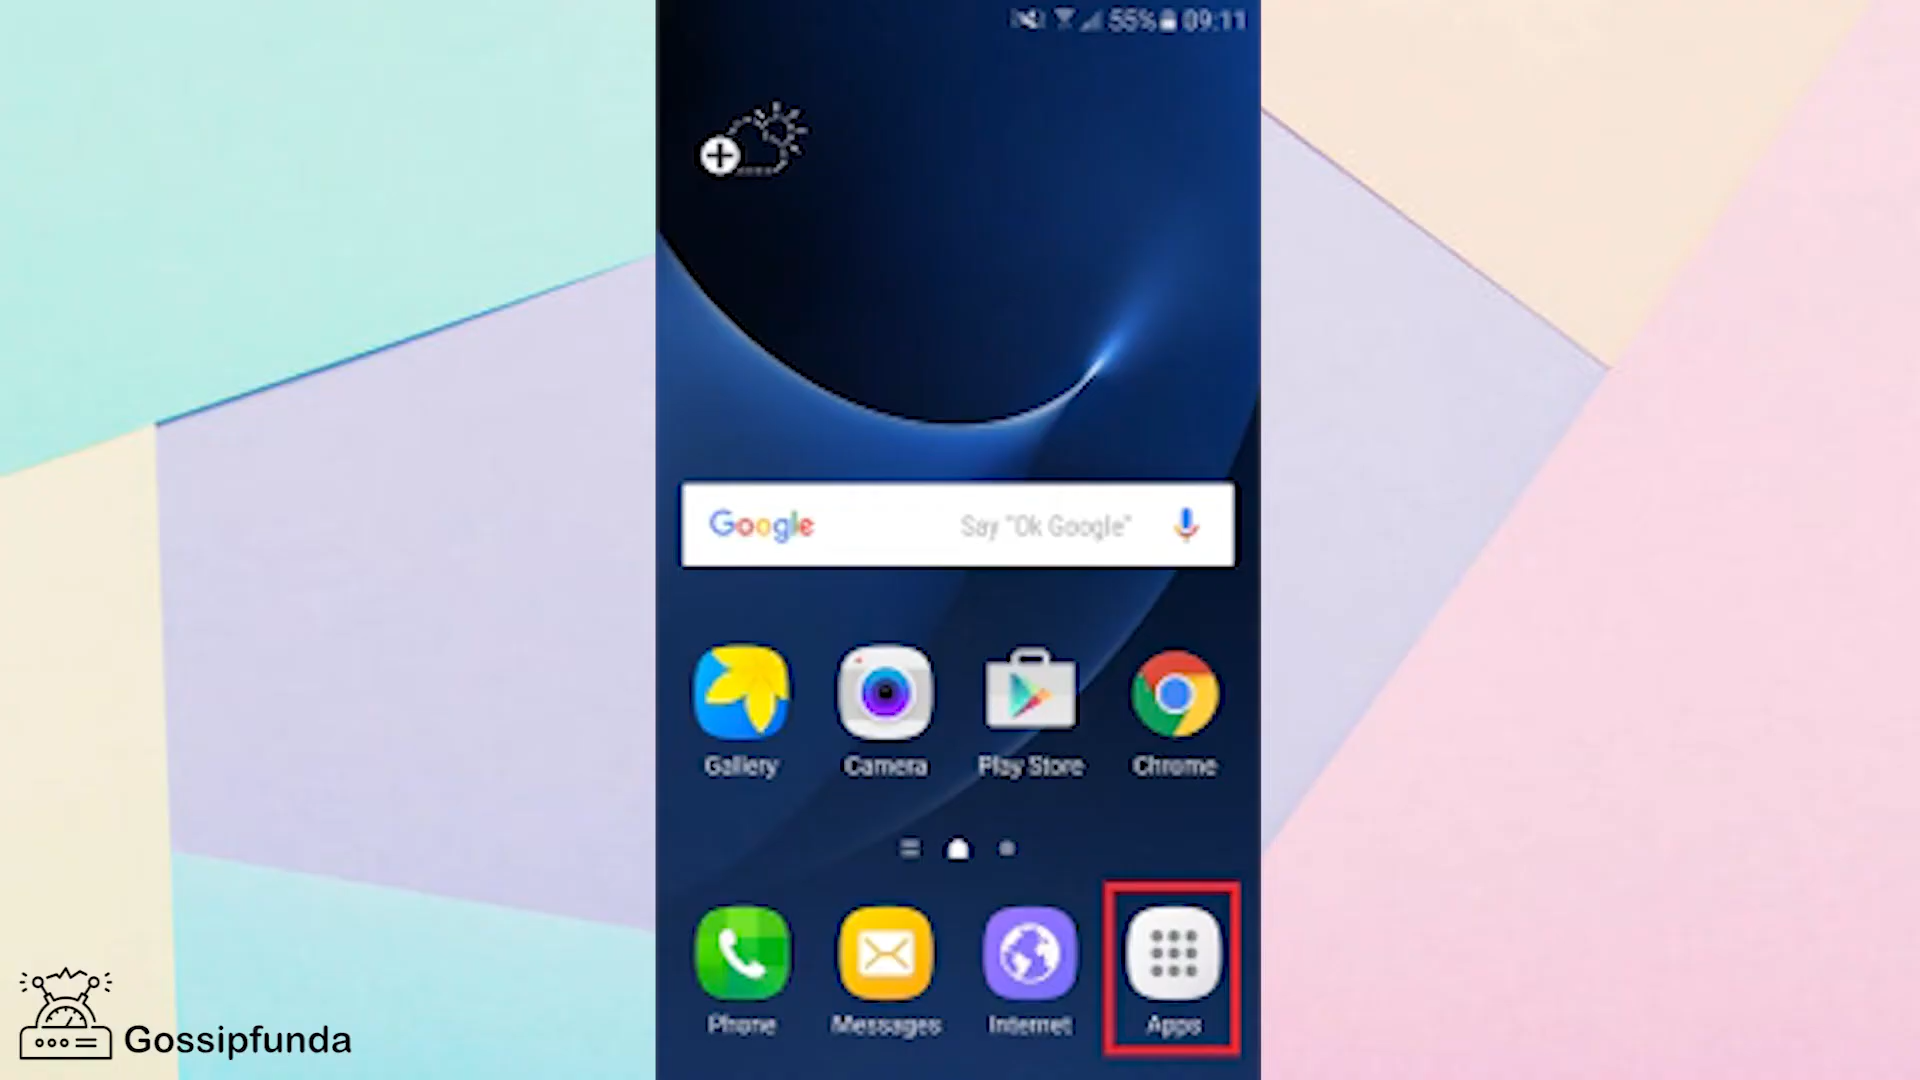 55% 09:11
Google Say "Ok Google"
Gallery Camera Play Store Chrome
Phone Messages Internet Apps
Gossipfunda